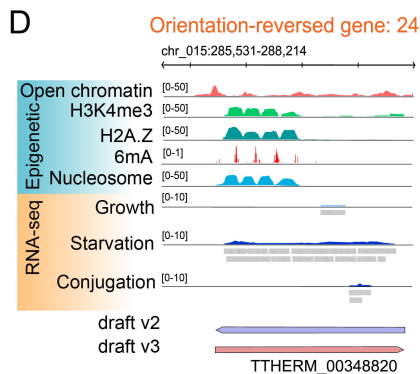 D
Orientation-reversed gene: 24
chr_015:285,531-288,214
Epigenetic
Open chromatin [0-50]
H3K4me3 [0-50]
H2A.Z [0-50]
6mA [0-1]
Nucleosome [0-50]
RNA-seq
Growth [0-10]
Starvation [0-10]
Conjugation [0-10]
draft v2
draft v3
TTHERM_00348820